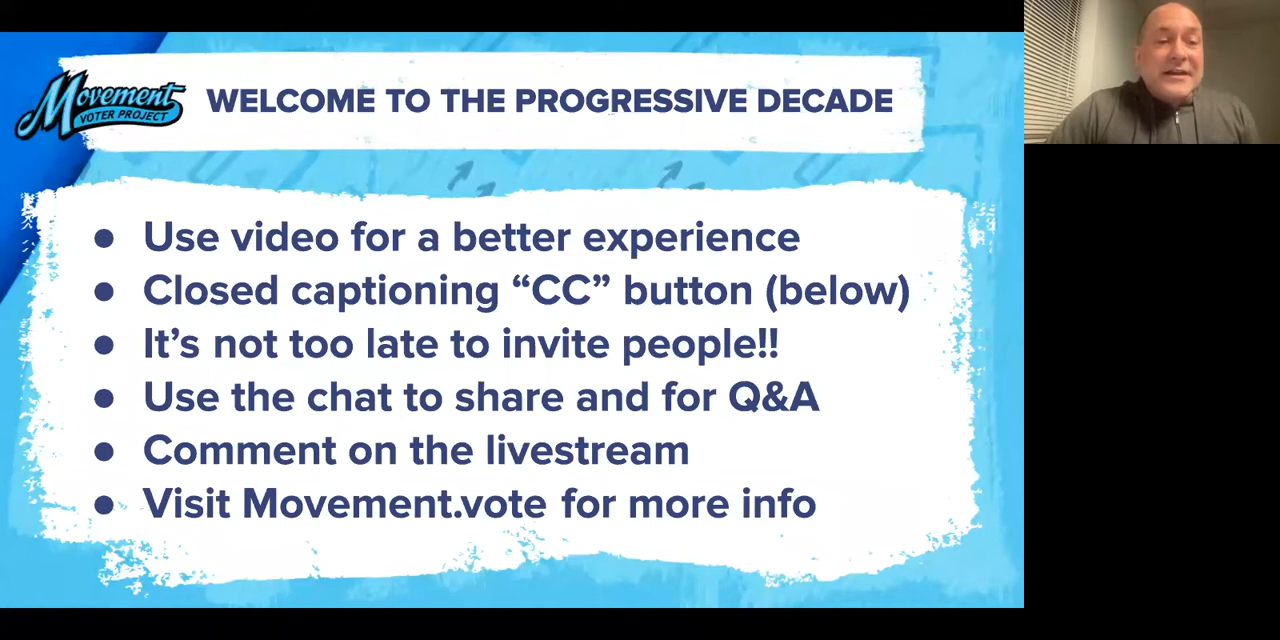 Movement
VOTER PROJECT
WELCOME TO THE PROGRESSIVE DECADE
● Use video for a better experience
● Closed captioning “CC” button (below)
● It’s not too late to invite people!!
● Use the chat to share and for Q&A
● Comment on the livestream
● Visit Movement.vote for more info